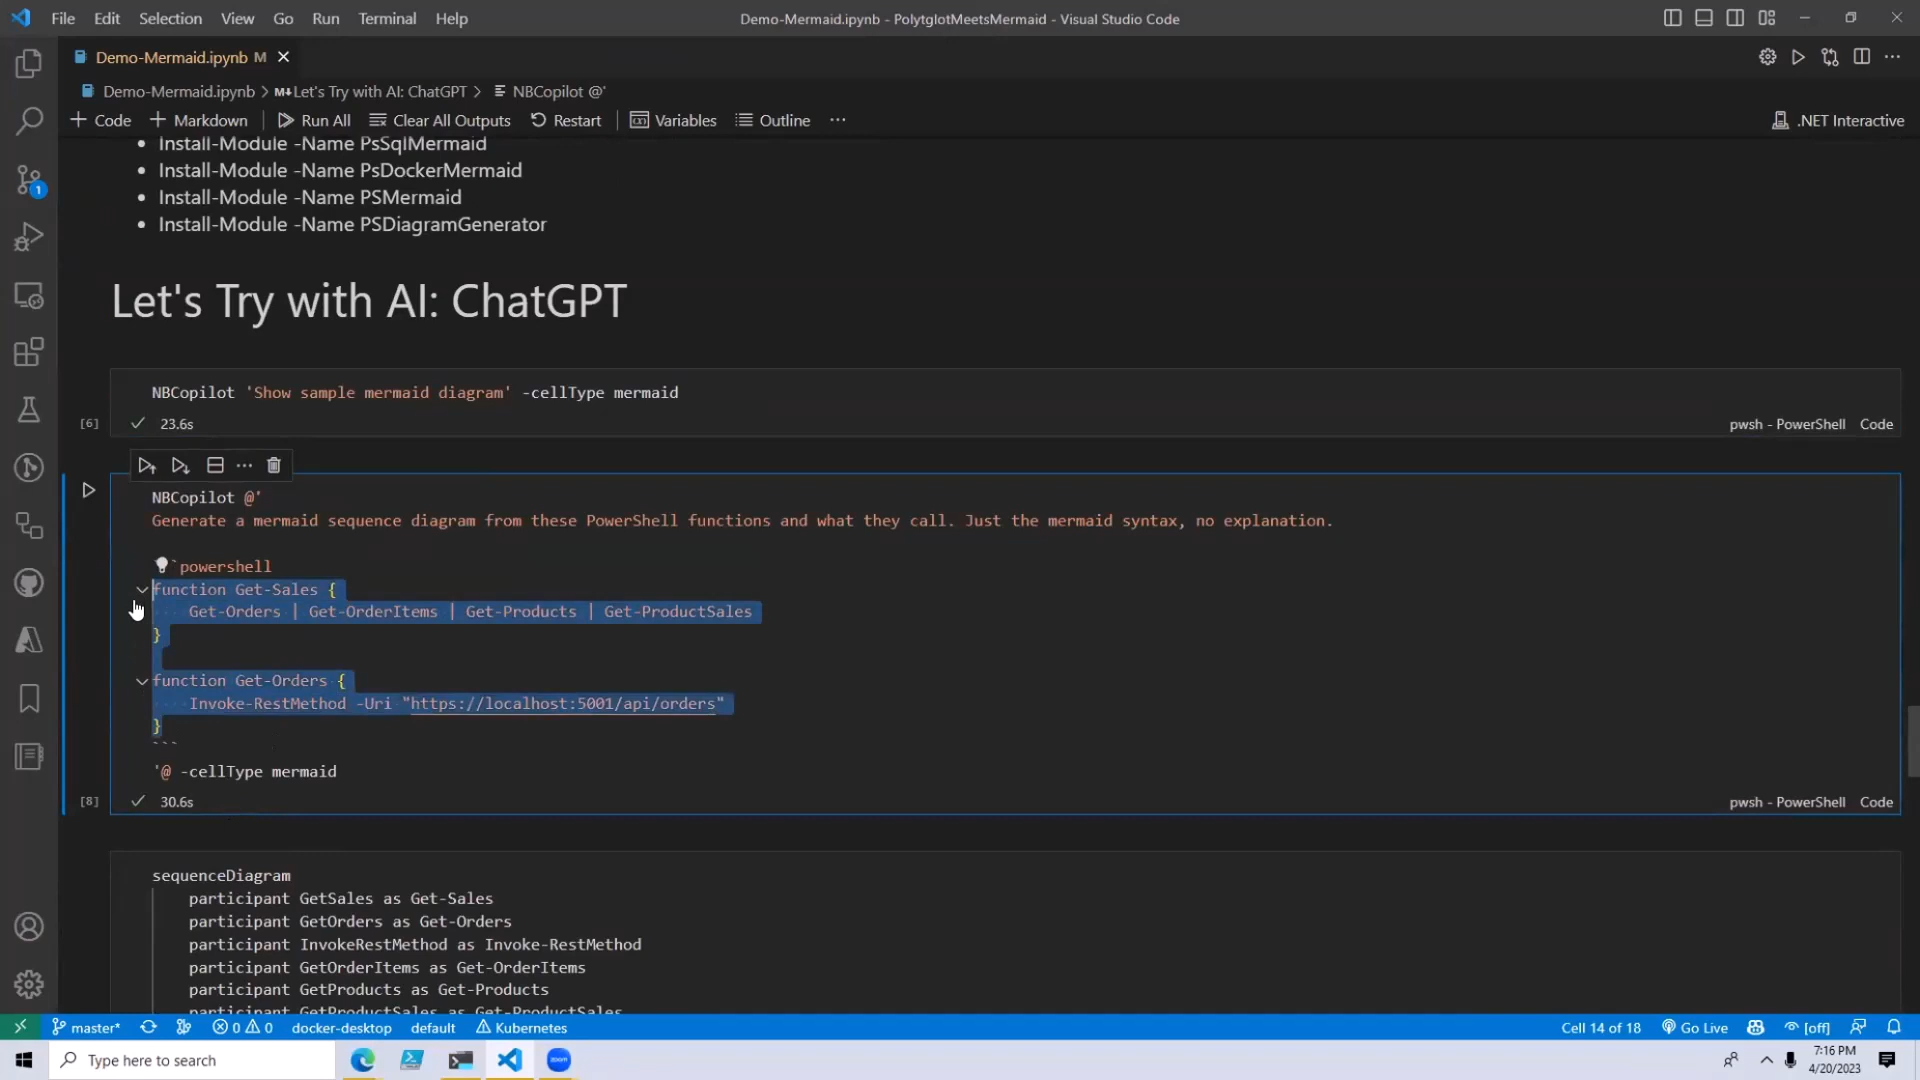 File Edit Selection View Go Run Terminal Help
Demo-Mermaid.ipynb - PolytglotMeetsMermaid - Visual Studio Code
Demo-Mermaid.ipynb M
Demo-Mermaid.ipynb > M↓Let's Try with AI: ChatGPT > NBCopilot @'
+ Code + Markdown Run All Clear All Outputs Restart Variables Outline ...
.NET Interactive
• Install-Module -Name PsSqlMermaid
• Install-Module -Name PsDockerMermaid
• Install-Module -Name PSMermaid
• Install-Module -Name PSDiagramGenerator
Let's Try with AI: ChatGPT
NBCopilot 'Show sample mermaid diagram' -cellType mermaid
[6] 23.6s pwsh - PowerShell Code
NBCopilot @'
Generate a mermaid sequence diagram from these PowerShell functions and what they call. Just the mermaid syntax, no explanation.
`powershell
function Get-Sales {
Get-Orders | Get-OrderItems | Get-Products | Get-ProductSales
}
function Get-Orders {
Invoke-RestMethod -Uri "https://localhost:5001/api/orders"
}
```
'@ -cellType mermaid
[8] 30.6s pwsh - PowerShell Code
sequenceDiagram
participant GetSales as Get-Sales
participant GetOrders as Get-Orders
participant InvokeRestMethod as Invoke-RestMethod
participant GetOrderItems as Get-OrderItems
participant GetProducts as Get-Products
participant GetProductSales as Get-ProductSales
1
master* 0 0 docker-desktop default Kubernetes
Cell 14 of 18 Go Live [off]
Type here to search
zoom
7:16 PM
4/20/2023